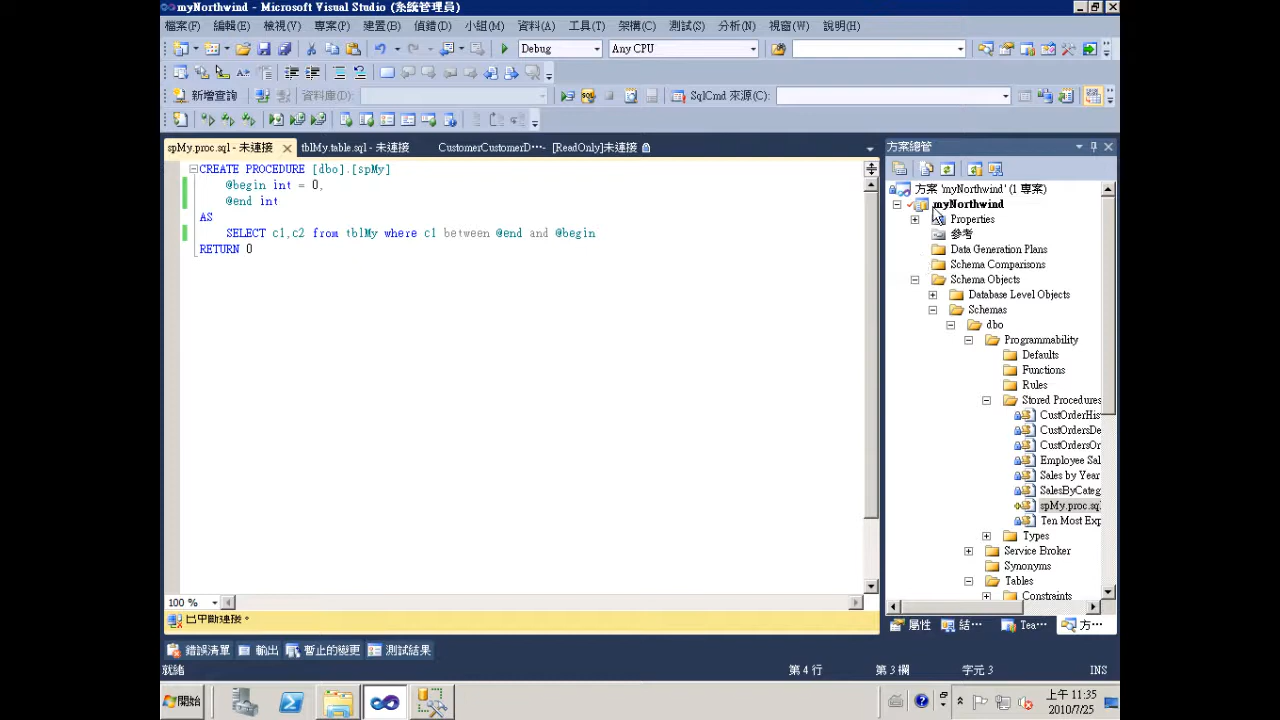 myNorthwind - Microsoft Visual Studio (系統管理員)
檔案(F) 編輯(E) 檢視(V) 專案(P) 建置(B) 偵錯(D) 小組(M) 資料(A) 工具(T) 架構(C) 測試(S) 分析(N) 視窗(W) 說明(H)
Debug Any CPU
新增查詢 資料庫(D): SqlCmd 來源(C):
spMy.proc.sql - 未連接 tblMy.table.sql - 未連接 CustomerCustomerD··· [ReadOnly]未連接
CREATE PROCEDURE [dbo].[spMy]
@begin int = 0,
@end int
AS
SELECT c1,c2 from tblMy where c1 between @end and @begin
RETURN 0
100 %
已中斷連接。
方案總管
方案 'myNorthwind' (1 專案)
myNorthwind
Properties
參考
Data Generation Plans
Schema Comparisons
Schema Objects
Database Level Objects
Schemas
dbo
Programmability
Defaults
Functions
Rules
Stored Procedures
CustOrderHis
CustOrdersDe
CustOrdersOr
Employee Sal
Sales by Year
SalesByCateg
spMy.proc.sql
Ten Most Exp
Types
Service Broker
Synonyms
Tables
Constraints
屬性 結··· Tea··· 方···
錯誤清單 輸出 暫止的變更 測試結果
就緒 第 4 行 第 3 欄 字元 3 INS
開始 上午 11:35
2010/7/25